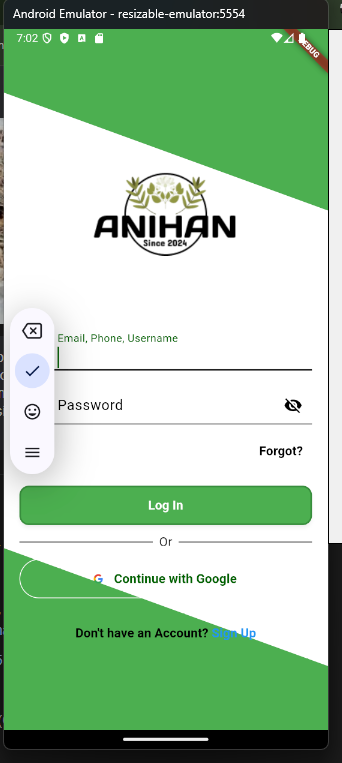 Android Emulator - resizable-emulator:5554
7:02
DEBUG
ANIHAN
Since 2024
Email, Phone, Username
Password
Forgot?
Log In
Or
Continue with Google
Don't have an Account? Sign Up